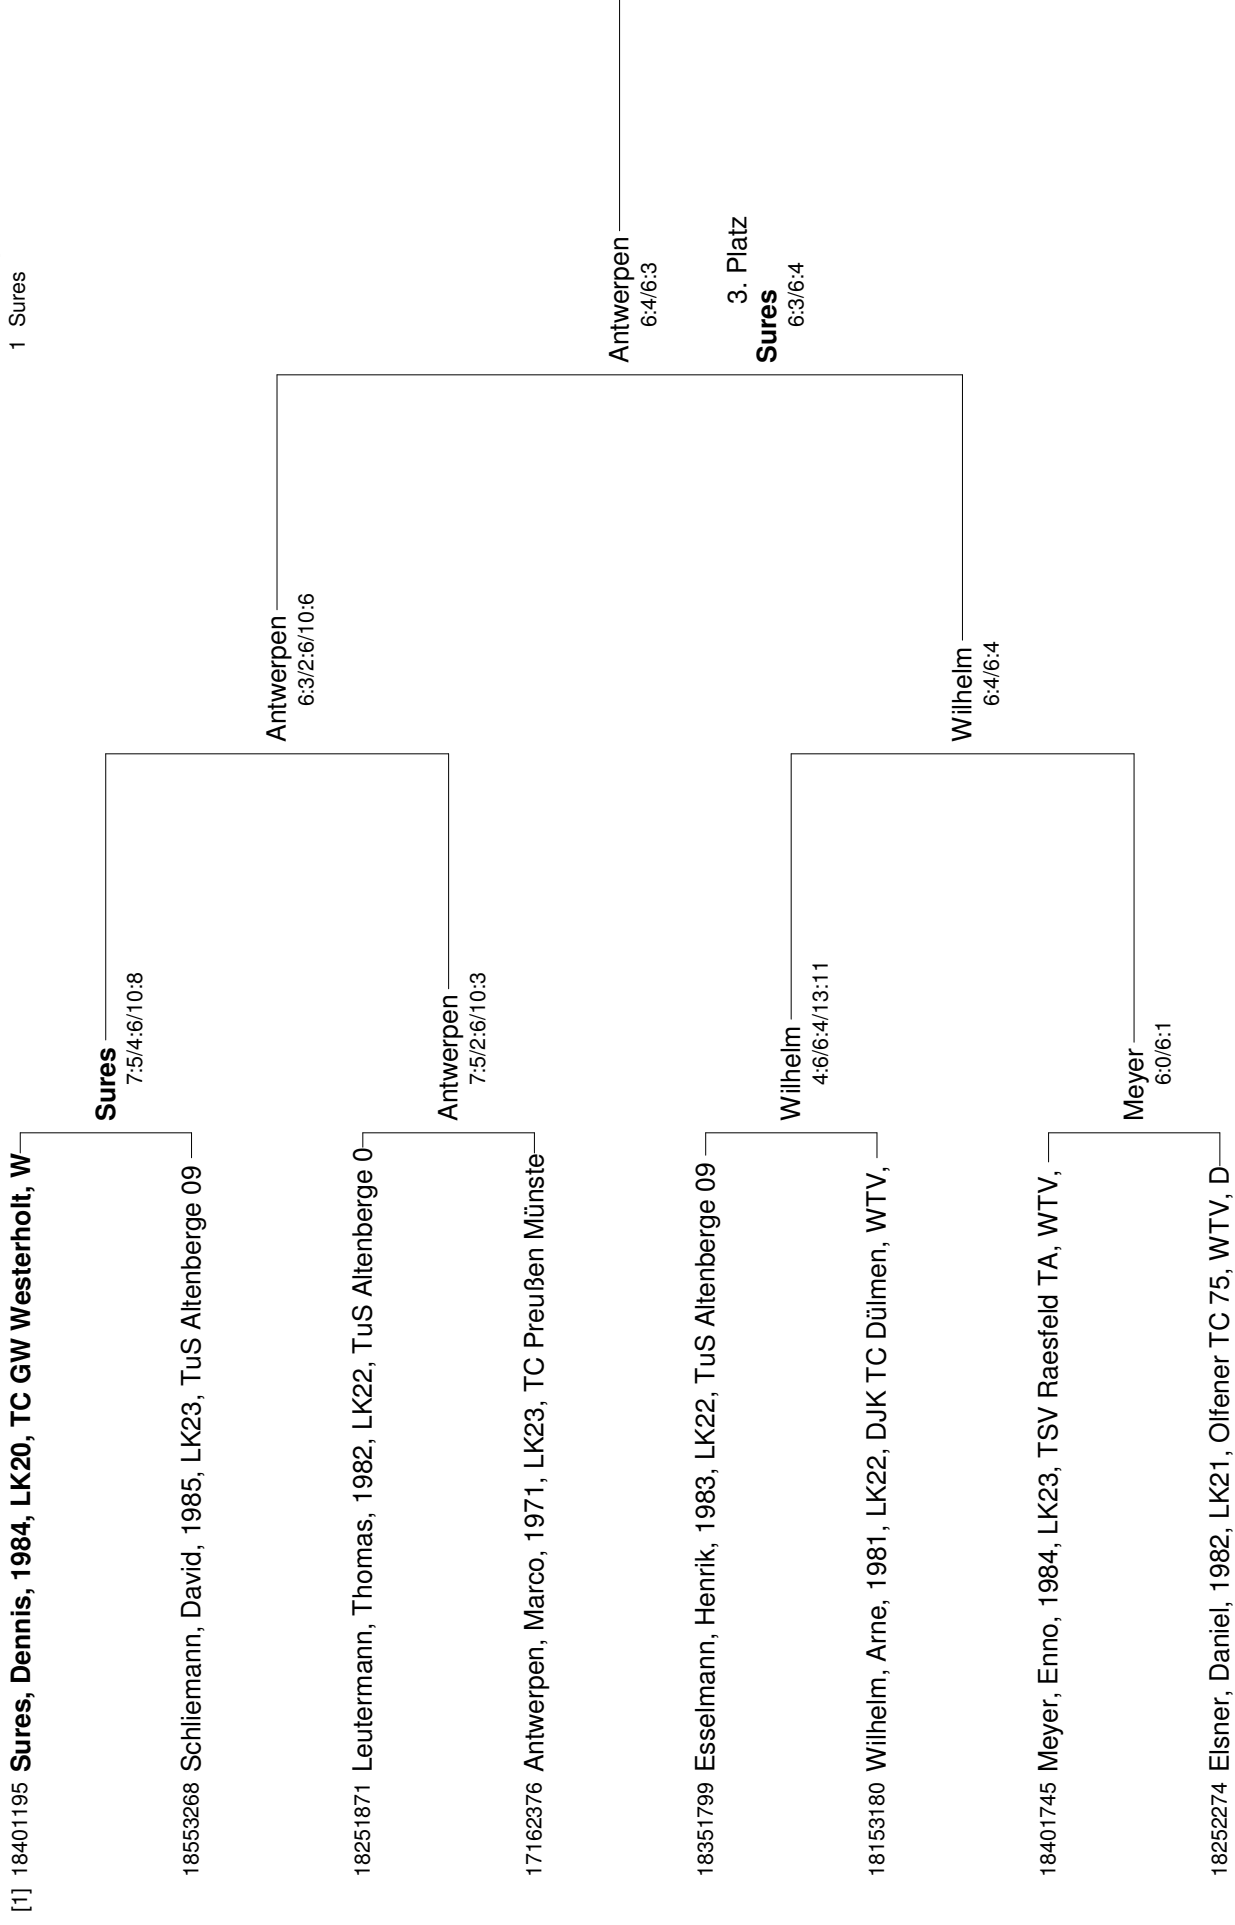 [1] 18401195 Sures, Dennis, 1984, LK20, TC GW Westerholt, W
18553268 Schliemann, David, 1985, LK23, TuS Altenberge 09
18251871 Leutermann, Thomas, 1982, LK22, TuS Altenberge 0
17162376 Antwerpen, Marco, 1971, LK23, TC Preußen Münste
18351799 Esselmann, Henrik, 1983, LK22, TuS Altenberge 09
18153180 Wilhelm, Arne, 1981, LK22, DJK TC Dülmen, WTV,
18401745 Meyer, Enno, 1984, LK23, TSV Raesfeld TA, WTV,
18252274 Elsner, Daniel, 1982, LK21, Olfener TC 75, WTV, D
Sures
7:5/4:6/10:8
Antwerpen
7:5/2:6/10:3
Wilhelm
4:6/6:4/13:11
Meyer
6:0/6:1
Antwerpen
6:3/2:6/10:6
Wilhelm
6:4/6:4
Antwerpen
6:4/6:3
3. Platz
Sures
6:3/6:4
1 Sures